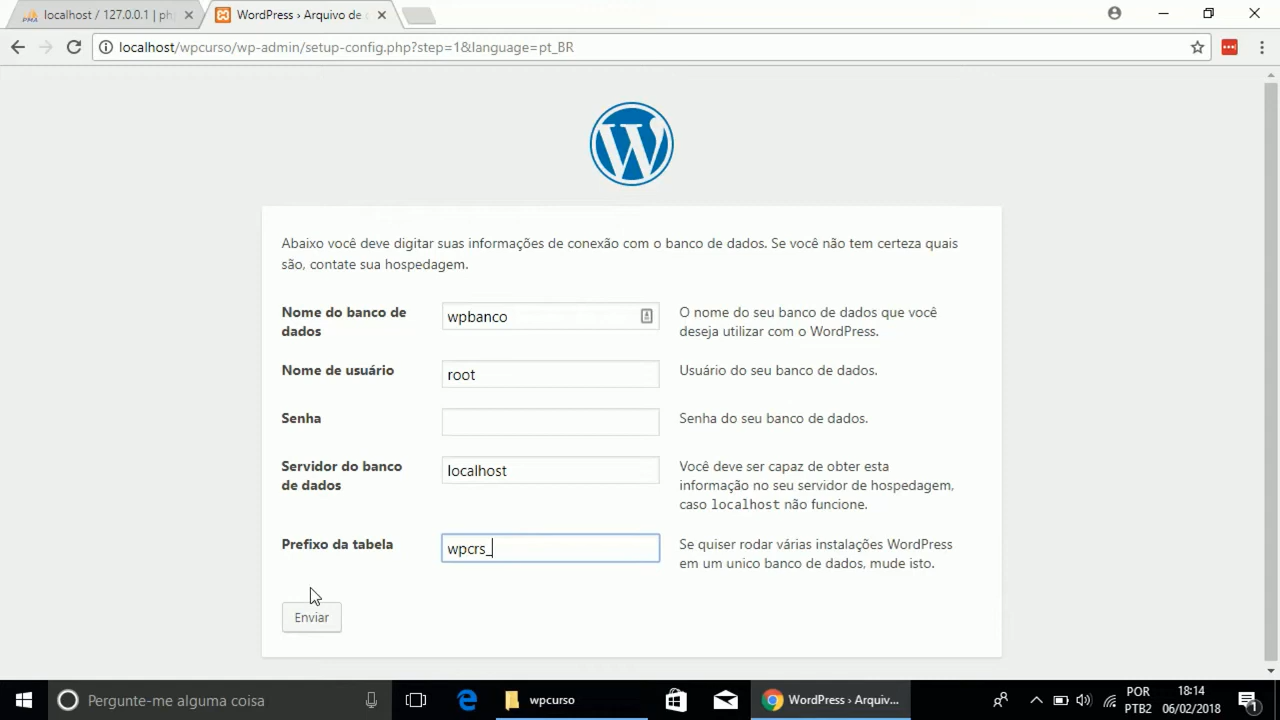 localhost / 127.0.0.1 | ph
WordPress › Arquivo de
localhost/wpcurso/wp-admin/setup-config.php?step=1&language=pt_BR
Abaixo você deve digitar suas informações de conexão com o banco de dados. Se você não tem certeza quais
são, contate sua hospedagem.
Nome do banco de
dados
wpbanco
O nome do seu banco de dados que você
deseja utilizar com o WordPress.
Nome de usuário
root
Usuário do seu banco de dados.
Senha
Senha do seu banco de dados.
Servidor do banco
de dados
localhost
Você deve ser capaz de obter esta
informação no seu servidor de hospedagem,
caso localhost não funcione.
Prefixo da tabela
wpcrs_
Se quiser rodar várias instalações WordPress
em um unico banco de dados, mude isto.
Enviar
Pergunte-me alguma coisa
wpcurso
WordPress › Arquiv...
POR
PTB2
18:14
06/02/2018
1